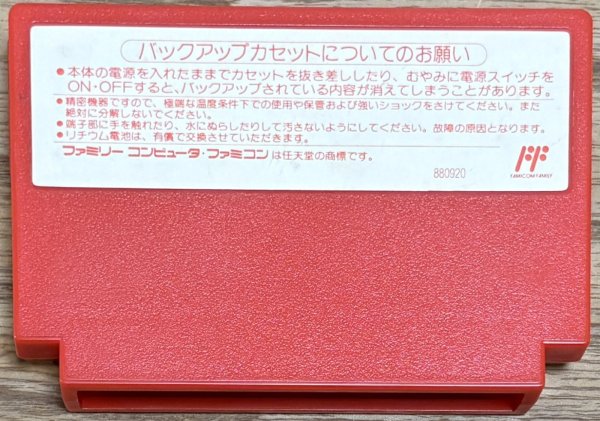 バックアップカセットについてのお願い
●本体の電源を入れたままでカセットを抜き差ししたり、むやみに電源スイッチを
ON・OFFすると、バックアップされている内容が消えてしまうことがあります。
●精密機器ですので、極端な温度条件下での使用や保管および強いショックをさけてください。また
絶対に分解しないでください。
●端子部に手を触れたり、水にぬらしたりして汚さないようにしてください。故障の原因となります。
●リチウム電池は、有償で交換させていただきます。
ファミリーコンピュータ・ファミコンは任天堂の商標です。
880920
FAMICOM FAMILY